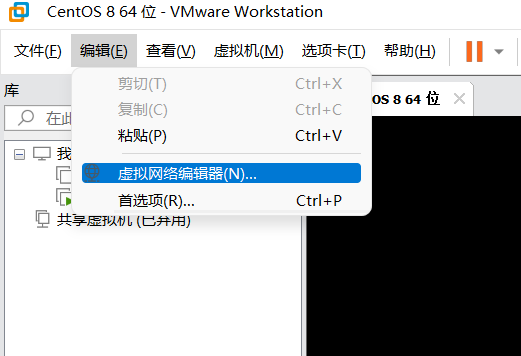 CentOS 8 64 位 - VMware Workstation
文件(F) 编辑(E) 查看(V) 虚拟机(M) 选项卡(T) 帮助(H)
库
剪切(T) Ctrl+X
OS 8 64 位
复制(C) Ctrl+C
在此
粘贴(P) Ctrl+V
我
虚拟网络编辑器(N)...
首选项(R)... Ctrl+P
共享虚拟机 (已弃用)